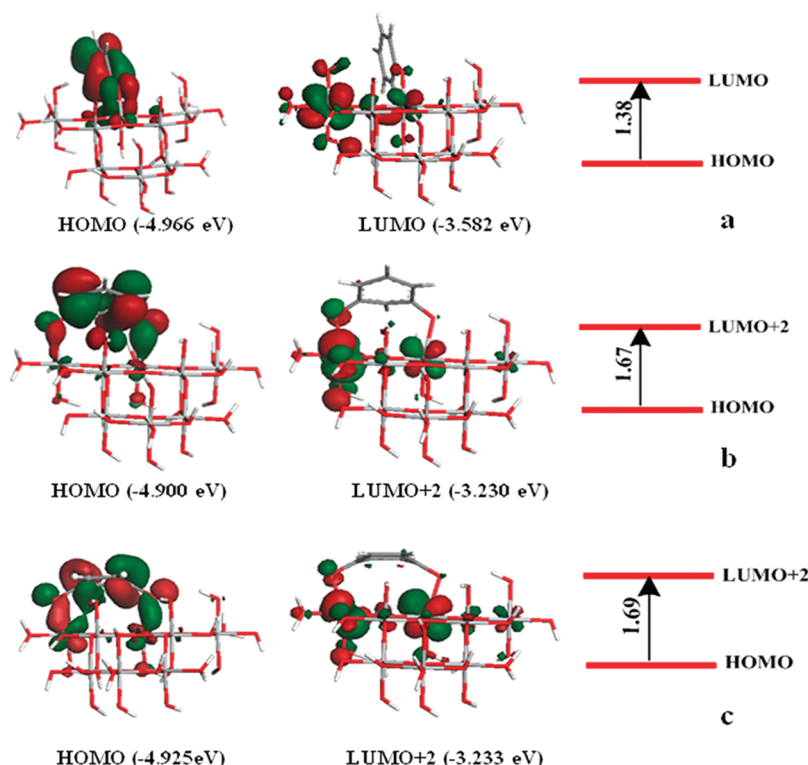 LUMO
1.38
HOMO
HOMO (-4.966 eV)
LUMO (-3.582 eV)
a
LUMO+2
1.67
HOMO
b
HOMO (-4.900 eV)
LUMO+2 (-3.230 eV)
LUMO+2
1.69
HOMO
c
HOMO (-4.925eV)
LUMO+2 (-3.233 eV)